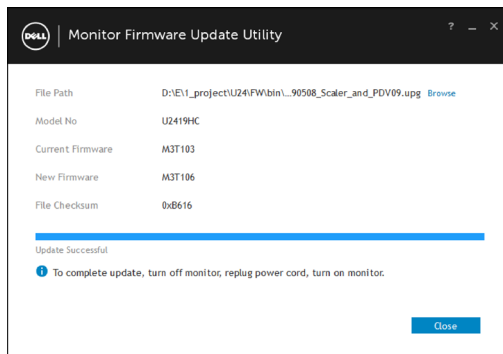 DELL Monitor Firmware Update Utility ? _ X
File Path D:\E\1_project\U24\FW\bin\...90508_Scaler_and_PDV09.upg Browse
Model No U2419HC
Current Firmware M3T103
New Firmware M3T106
File Checksum 0xB616
Update Successful
To complete update, turn off monitor, replug power cord, turn on monitor.
Close